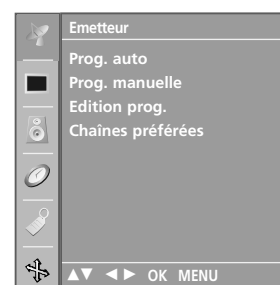 Emetteur
Prog. auto
Prog. manuelle
Edition prog.
Chaînes préférées
▲▼ ◄► OK MENU